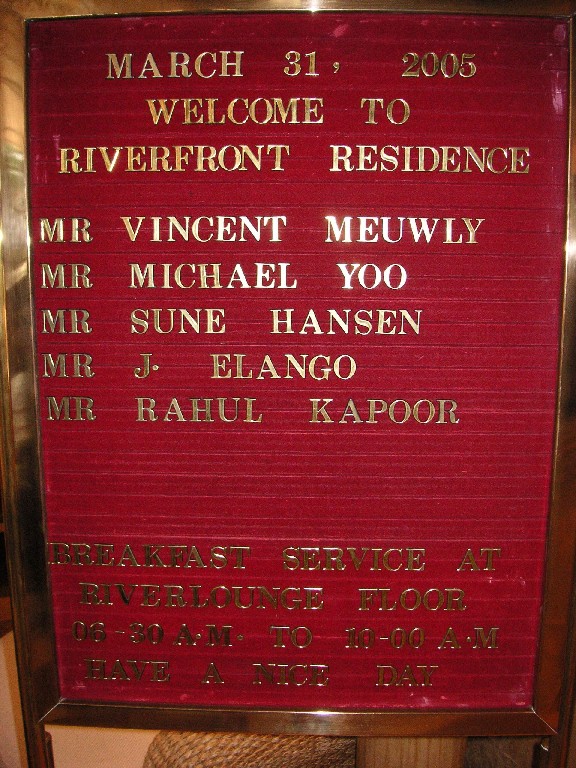 MARCH 31, 2005
WELCOME TO
RIVERFRONT RESIDENCE
MR VINCENT MEUWLY
MR MICHAEL YOO
MR SUNE HANSEN
MR J. ELANGO
MR RAHUL KAPOOR
BREAKFAST SERVICE AT
RIVERLOUNGE FLOOR
06-30 A.M. TO 10-00 A.M
HAVE A NICE DAY